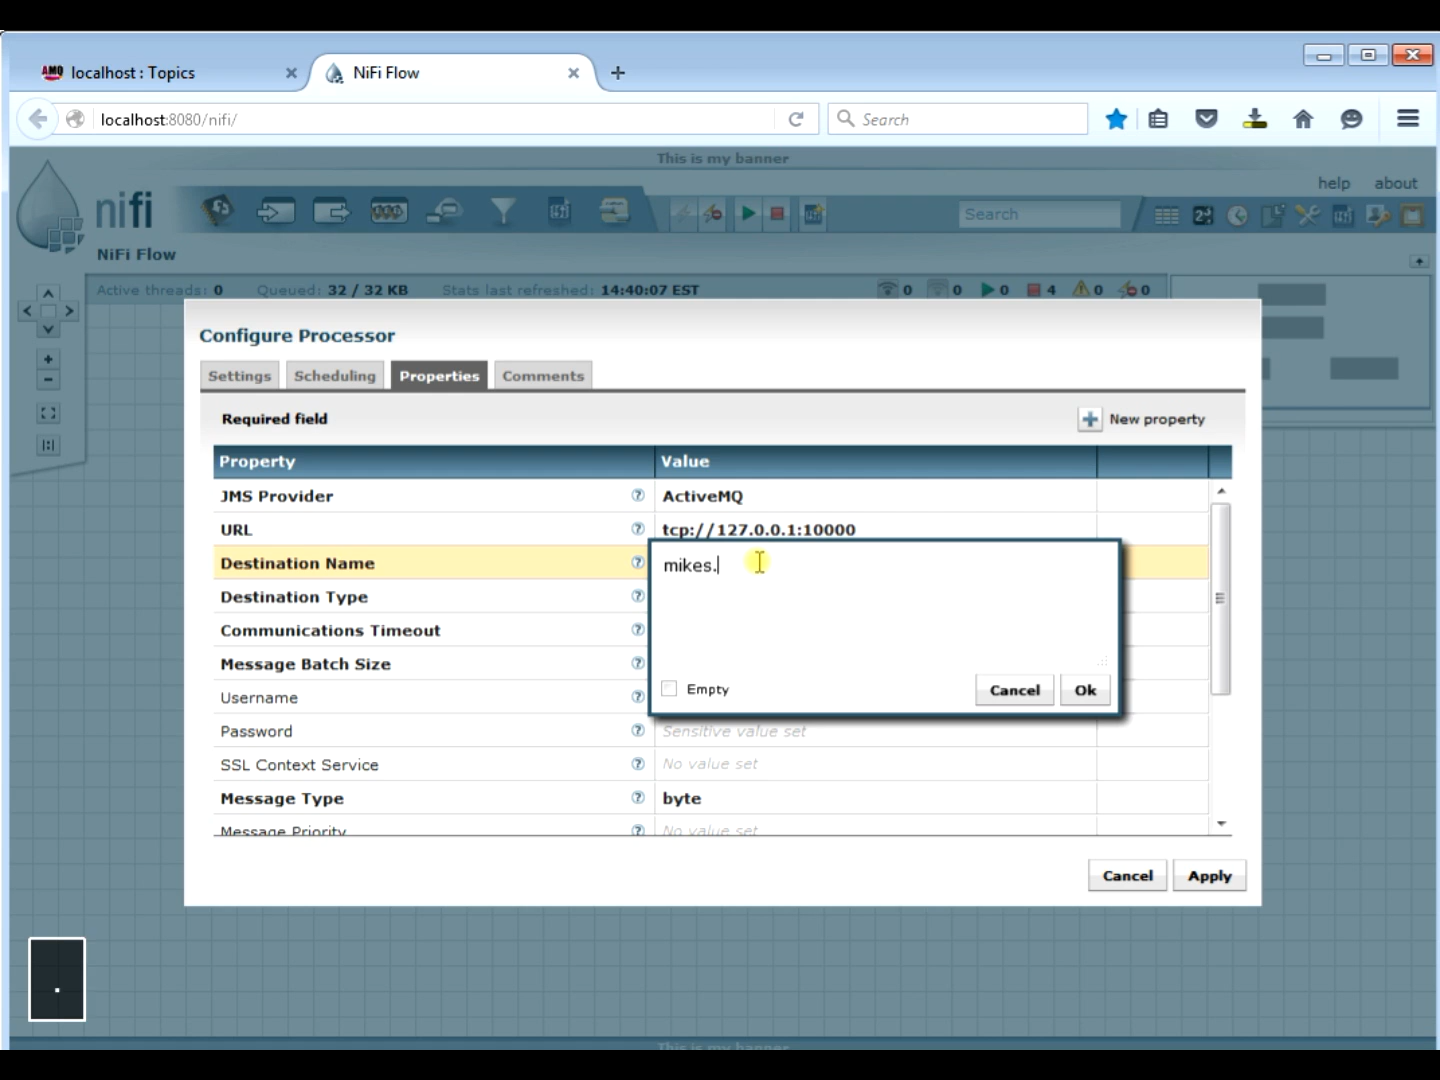 localhost : Topics
NiFi Flow
localhost:8080/nifi/
Search
This is my banner
help about
nifi
Search
NiFi Flow
Active threads: 0 Queued: 32 / 32 KB Stats last refreshed: 14:40:07 EST 0 0 0 4 0 0
Configure Processor
Settings Scheduling Properties Comments
Required field
New property
Property Value
JMS Provider ActiveMQ
URL tcp://127.0.0.1:10000
Destination Name mikes.
Destination Type
Communications Timeout
Message Batch Size
Empty Cancel Ok
Username
Password Sensitive value set
SSL Context Service No value set
Message Type byte
Message Priority No value set
Cancel Apply
.
This is my banner